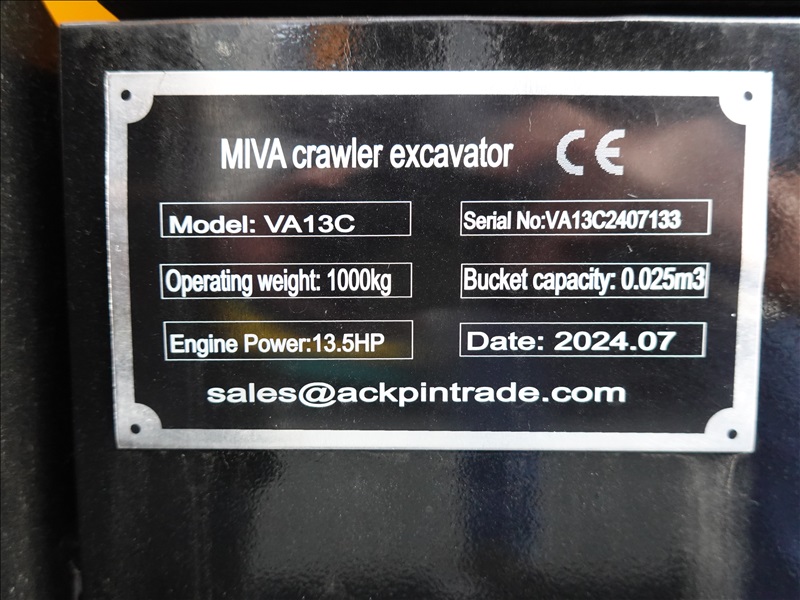 MIVA crawler excavator CE
Model: VA13C
Serial No:VA13C2407133
Operating weight: 1000kg
Bucket capacity: 0.025m3
Engine Power:13.5HP
Date: 2024.07
sales@ackpintrade.com